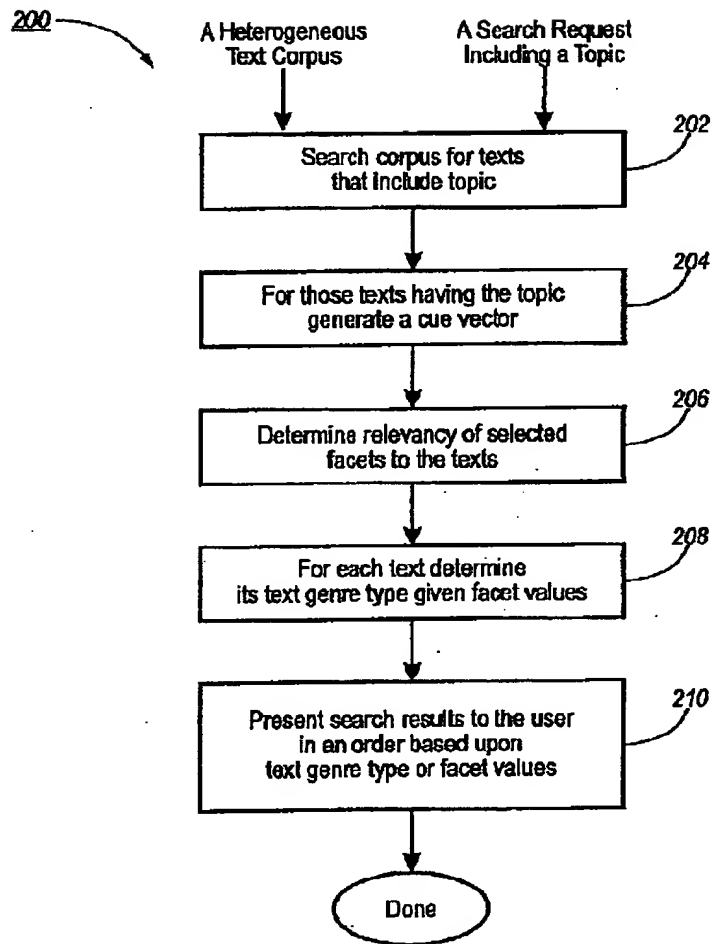 200
A Heterogeneous
Text Corpus
A Search Request
Including a Topic
202
Search corpus for texts
that include topic
204
For those texts having the topic
generate a cue vector
206
Determine relevancy of selected
facets to the texts
208
For each text determine
its text genre type given facet values
210
Present search results to the user
in an order based upon
text genre type or facet values
Done